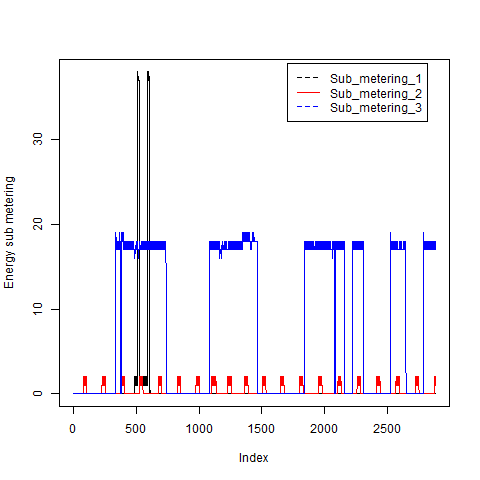 Sub_metering_1
Sub_metering_2
Sub_metering_3
Energy sub metering
30
20
10
0
0
500
1000
1500
2000
2500
Index